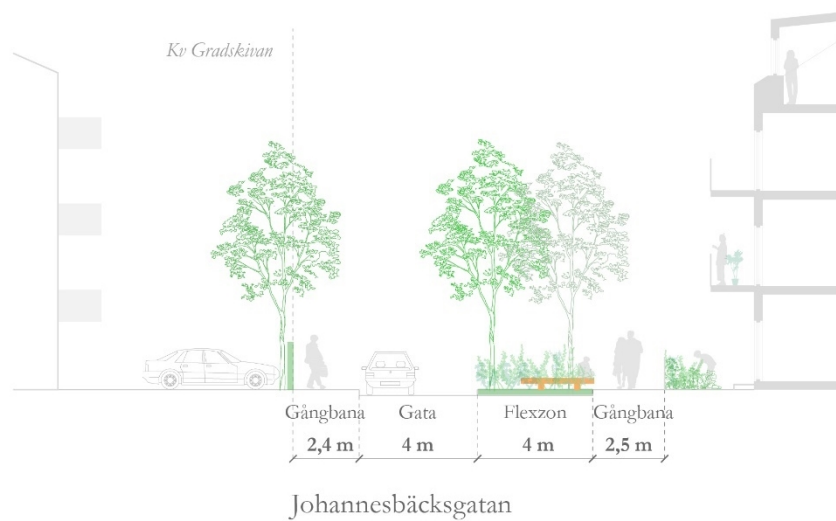 Kv Gradskivan
Gångbana Gata Flexzon Gångbana
2,4 m 4 m 4 m 2,5 m
Johannesbäcksgatan